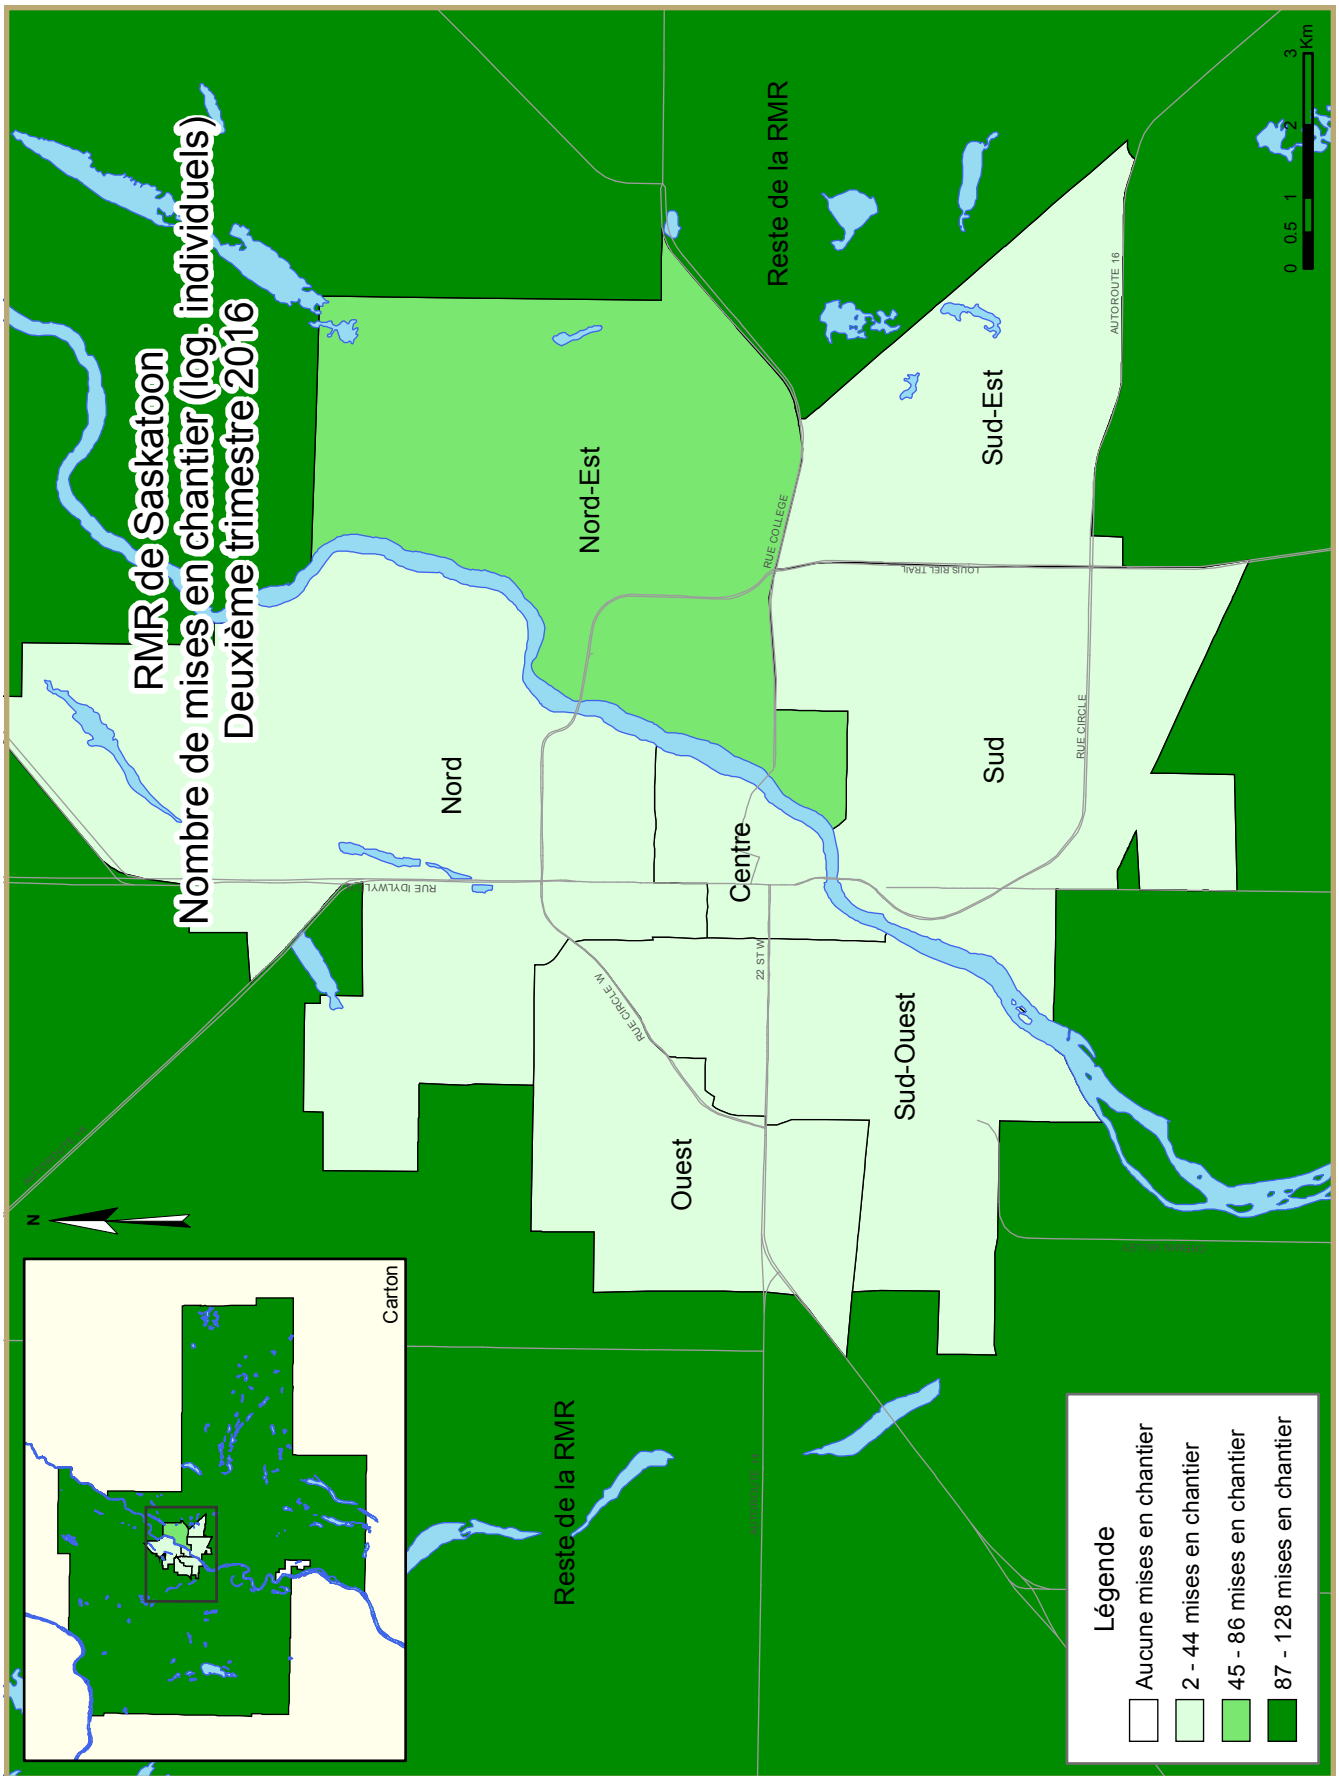 RMR de Saskatoon
Nombre de mises en chantier (log. individuels)
Deuxième trimestre 2016
N
Carton
Reste de la RMR
Reste de la RMR
Nord
Nord-Est
Centre
Ouest
Sud-Ouest
Sud
Sud-Est
RUE IDYLWYL
RUE CIRCLE W
22 ST W
RUE COLLEGE
LOUIS RIEL TRAIL
RUE CIRCLE
AUTOROUTE 16
Légende
Aucune mises en chantier
2 - 44 mises en chantier
45 - 86 mises en chantier
87 - 128 mises en chantier
0 0.5 1 2 3
Km